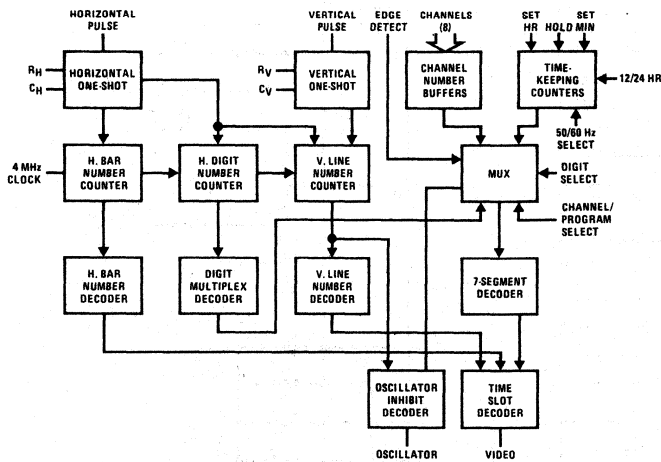 HORIZONTAL
PULSE
VERTICAL
PULSE
EDGE
DETECT
CHANNELS
(8)
SET
HR
HOLD
SET
MIN
RH
CH
HORIZONTAL
ONE-SHOT
RV
CV
VERTICAL
ONE-SHOT
CHANNEL
NUMBER
BUFFERS
TIME-
KEEPING
COUNTERS
12/24 HR
50/60 Hz
SELECT
4 MHz
CLOCK
H. BAR
NUMBER
COUNTER
H. DIGIT
NUMBER
COUNTER
V. LINE
NUMBER
COUNTER
MUX
DIGIT
SELECT
CHANNEL/
PROGRAM
SELECT
H. BAR
NUMBER
DECODER
DIGIT
MULTIPLEX
DECODER
V. LINE
NUMBER
DECODER
7-SEGMENT
DECODER
OSCILLATOR
INHIBIT
DECODER
TIME
SLOT
DECODER
OSCILLATOR
VIDEO